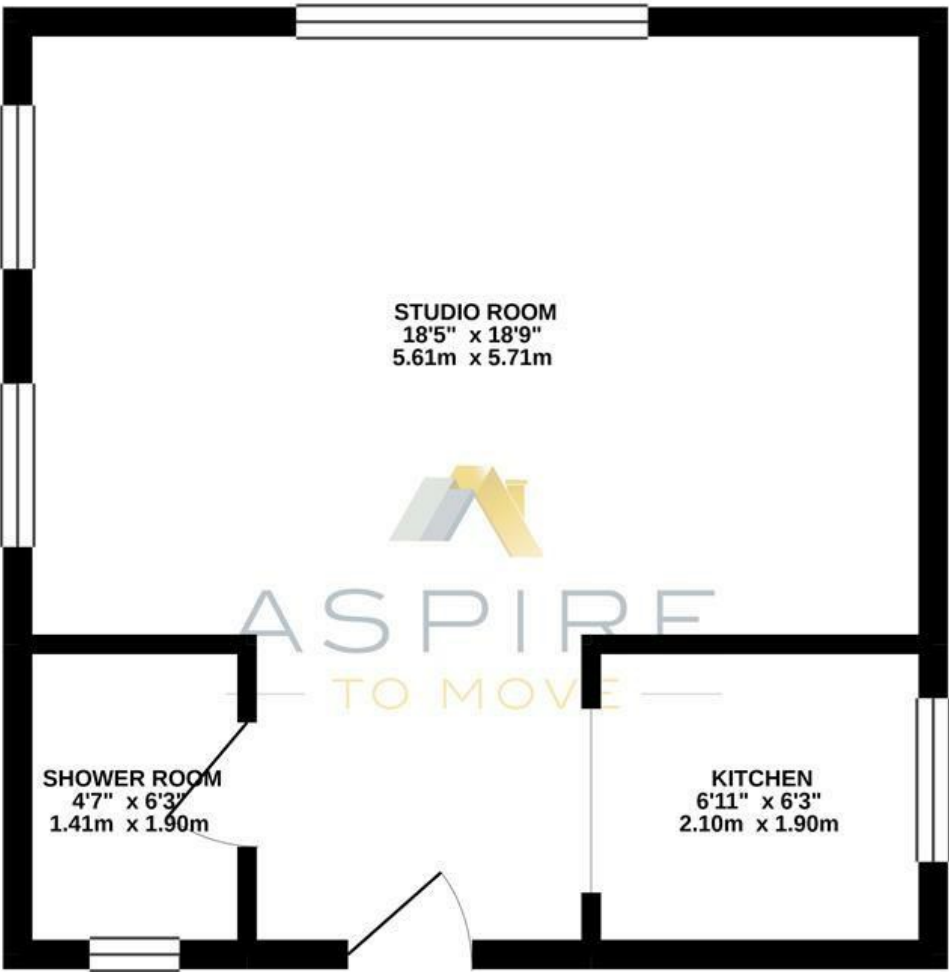 STUDIO ROOM
18'5" x 18'9"
5.61m x 5.71m
ASPIRE
TO MOVE
SHOWER ROOM
4'7" x 6'3"
1.41m x 1.90m
KITCHEN
6'11" x 6'3"
2.10m x 1.90m